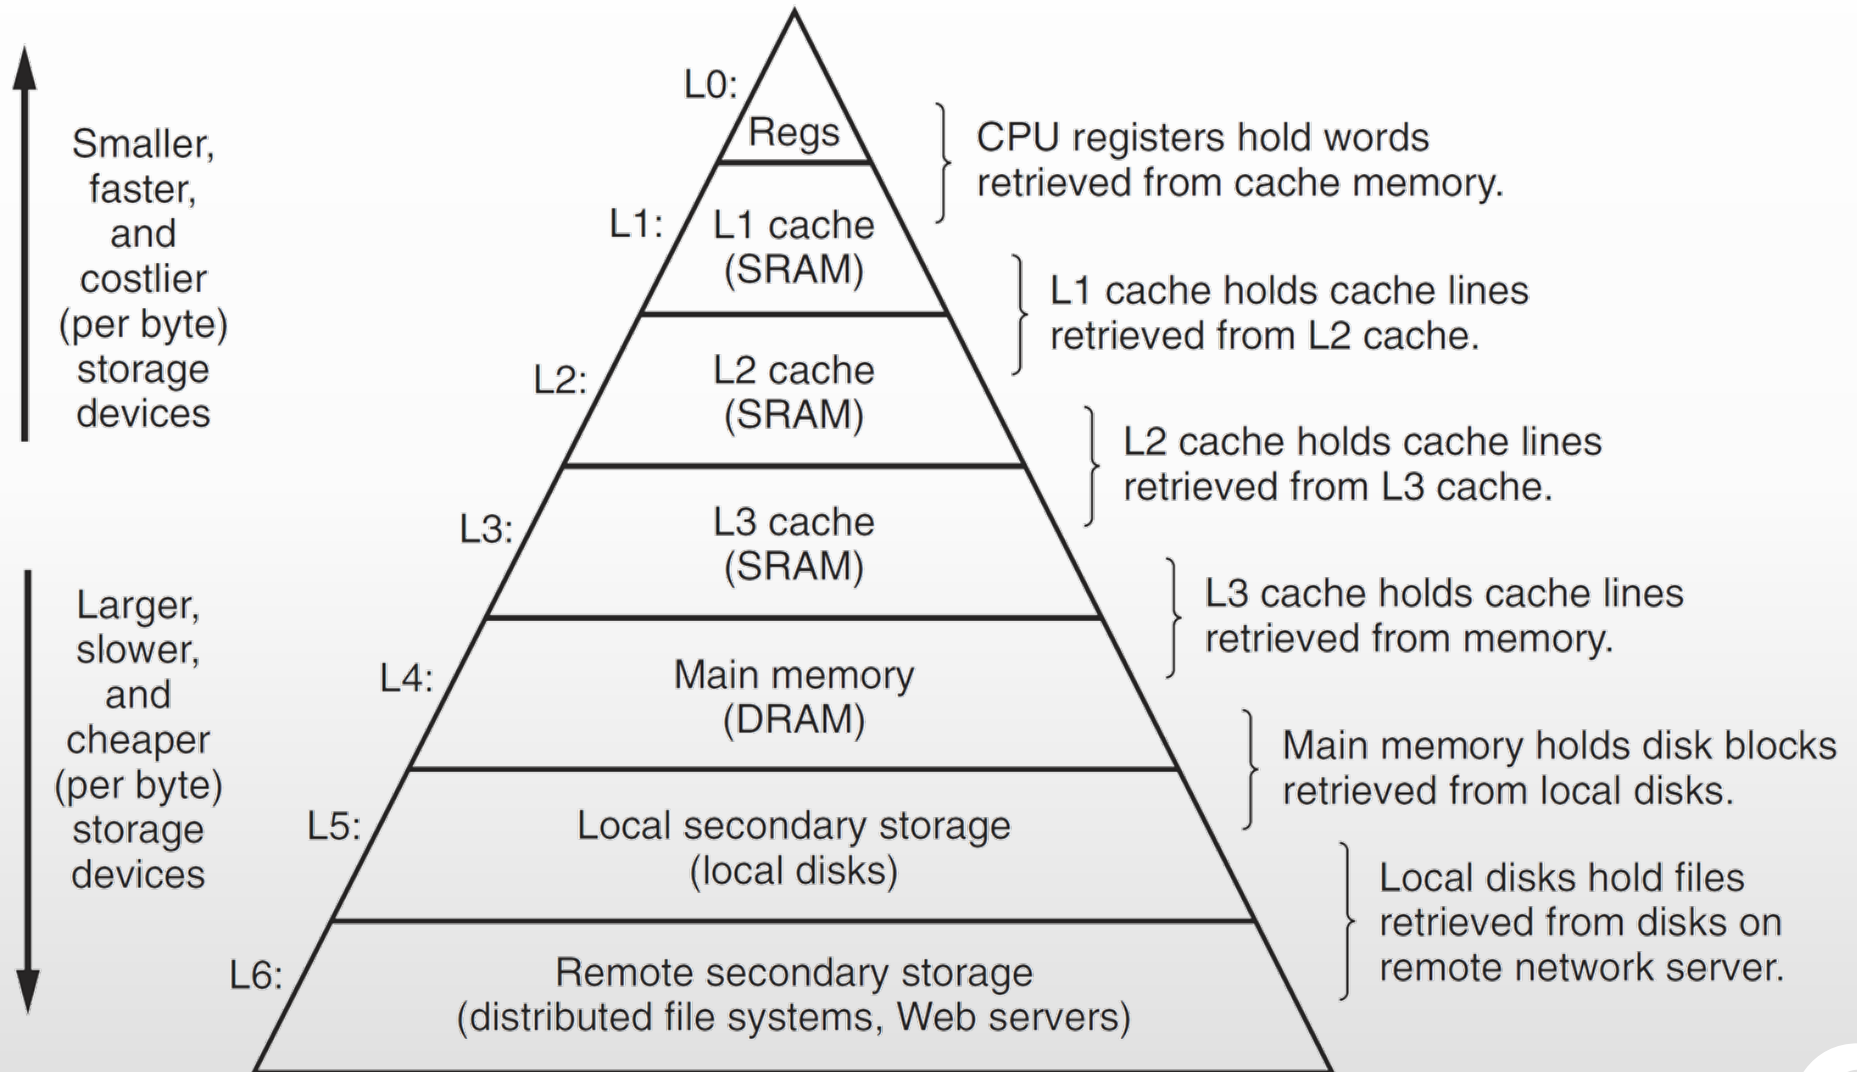 Smaller,
faster,
and
costlier
(per byte)
storage
devices
Larger,
slower,
and
cheaper
(per byte)
storage
devices
L0:
Regs
L1:
L1 cache
(SRAM)
L2:
L2 cache
(SRAM)
L3:
L3 cache
(SRAM)
L4:
Main memory
(DRAM)
L5:
Local secondary storage
(local disks)
L6:
Remote secondary storage
(distributed file systems, Web servers)
CPU registers hold words
retrieved from cache memory.
L1 cache holds cache lines
retrieved from L2 cache.
L2 cache holds cache lines
retrieved from L3 cache.
L3 cache holds cache lines
retrieved from memory.
Main memory holds disk blocks
retrieved from local disks.
Local disks hold files
retrieved from disks on
remote network server.